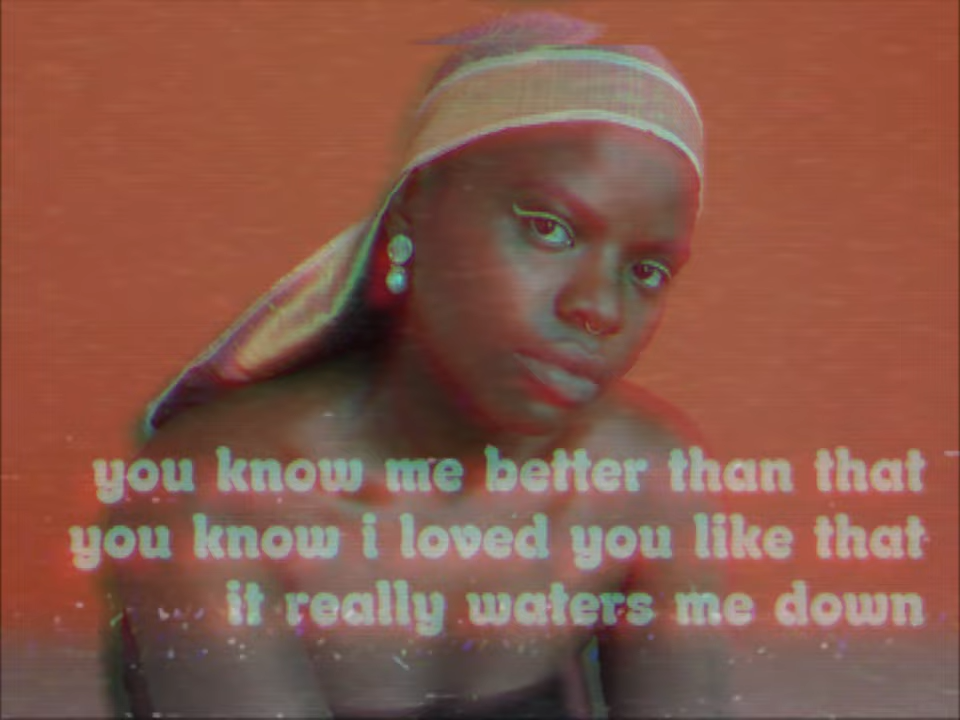 you know me better than that
you know i loved you like that
it really waters me down